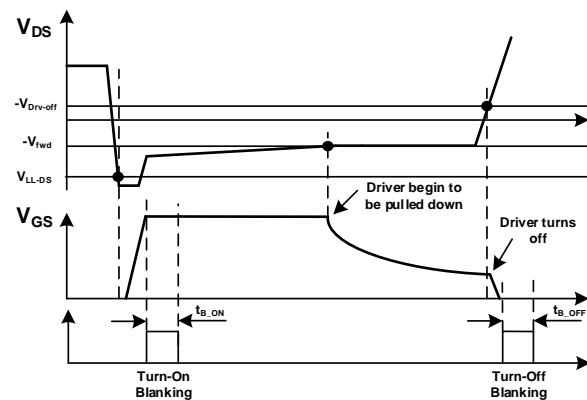 VDS
-VDrv-off
-Vfwd
VLL-DS
Driver begin to
be pulled down
VGS
Driver turns
off
tB_ON
tB_OFF
Turn-On
Blanking
Turn-Off
Blanking